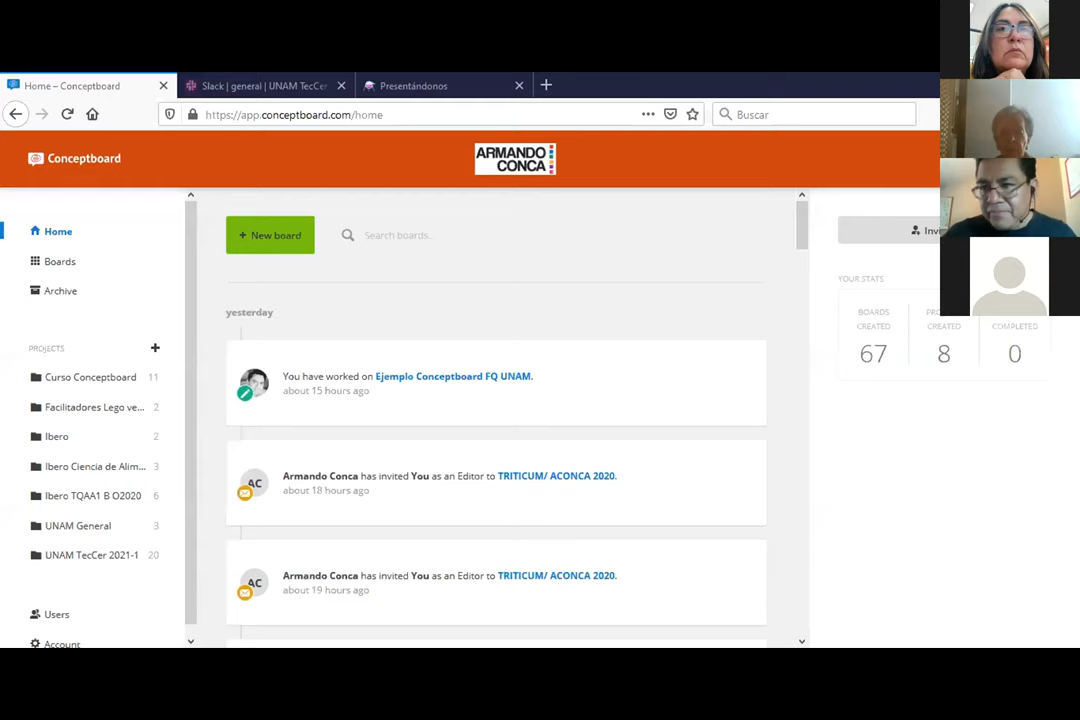 Home – Conceptboard
Slack | general | UNAM TecCer
Presentándonos
https://app.conceptboard.com/home
Buscar
Conceptboard
ARMANDO
CONCA
Home
Boards
Archive
PROJECTS
Curso Conceptboard 11
Facilitadores Lego ve... 2
Ibero 2
Ibero Ciencia de Alim... 3
Ibero TQAA1 B O2020 6
UNAM General 3
UNAM TecCer 2021-1 20
Users
Account
+ New board
Search boards...
yesterday
You have worked on Ejemplo Conceptboard FQ UNAM.
about 15 hours ago
AC
Armando Conca has invited You as an Editor to TRITICUM/ ACONCA 2020.
about 18 hours ago
AC
Armando Conca has invited You as an Editor to TRITICUM/ ACONCA 2020.
about 19 hours ago
YOUR STATS
BOARDS
CREATED
67
CREATED
8
COMPLETED
0